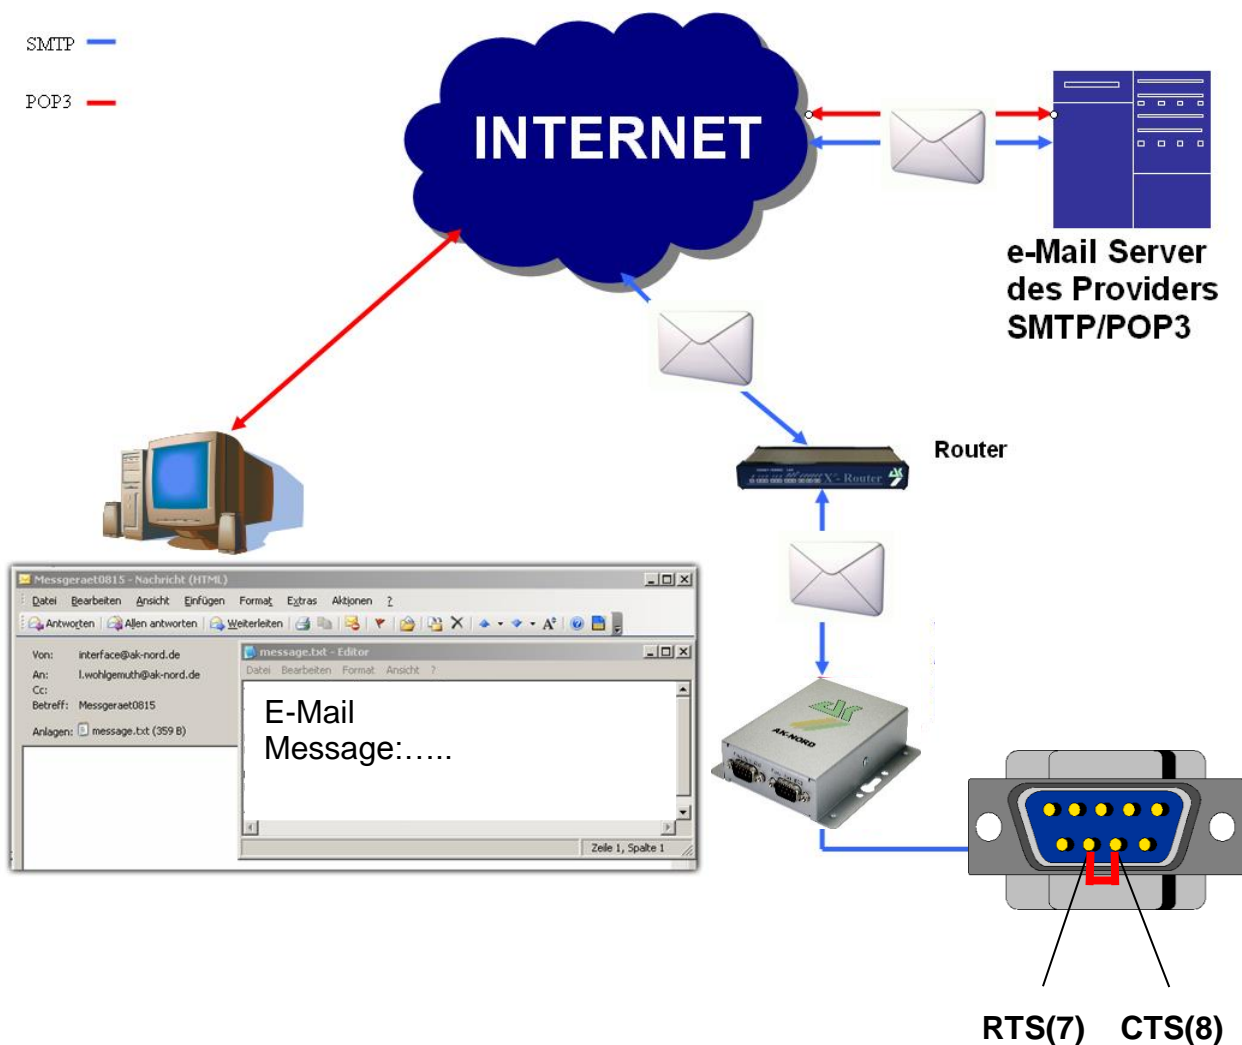 SMTP
POP3
INTERNET
e-Mail Server
des Providers
SMTP/POP3
Router
X²- Router
Messgeraet0815 - Nachricht (HTML)
Datei Bearbeiten Ansicht Einfügen Format Extras Aktionen ?
Antworten Allen antworten Weiterleiten
Von: interface@ak-nord.de
An: l.wohlgemuth@ak-nord.de
Cc:
Betreff: Messgeraet0815
Anlagen: message.txt (359 B)
message.txt - Editor
Datei Bearbeiten Format Ansicht ?
E-Mail
Message:.....
Zeile 1, Spalte 1
AK-NORD
RTS(7) CTS(8)